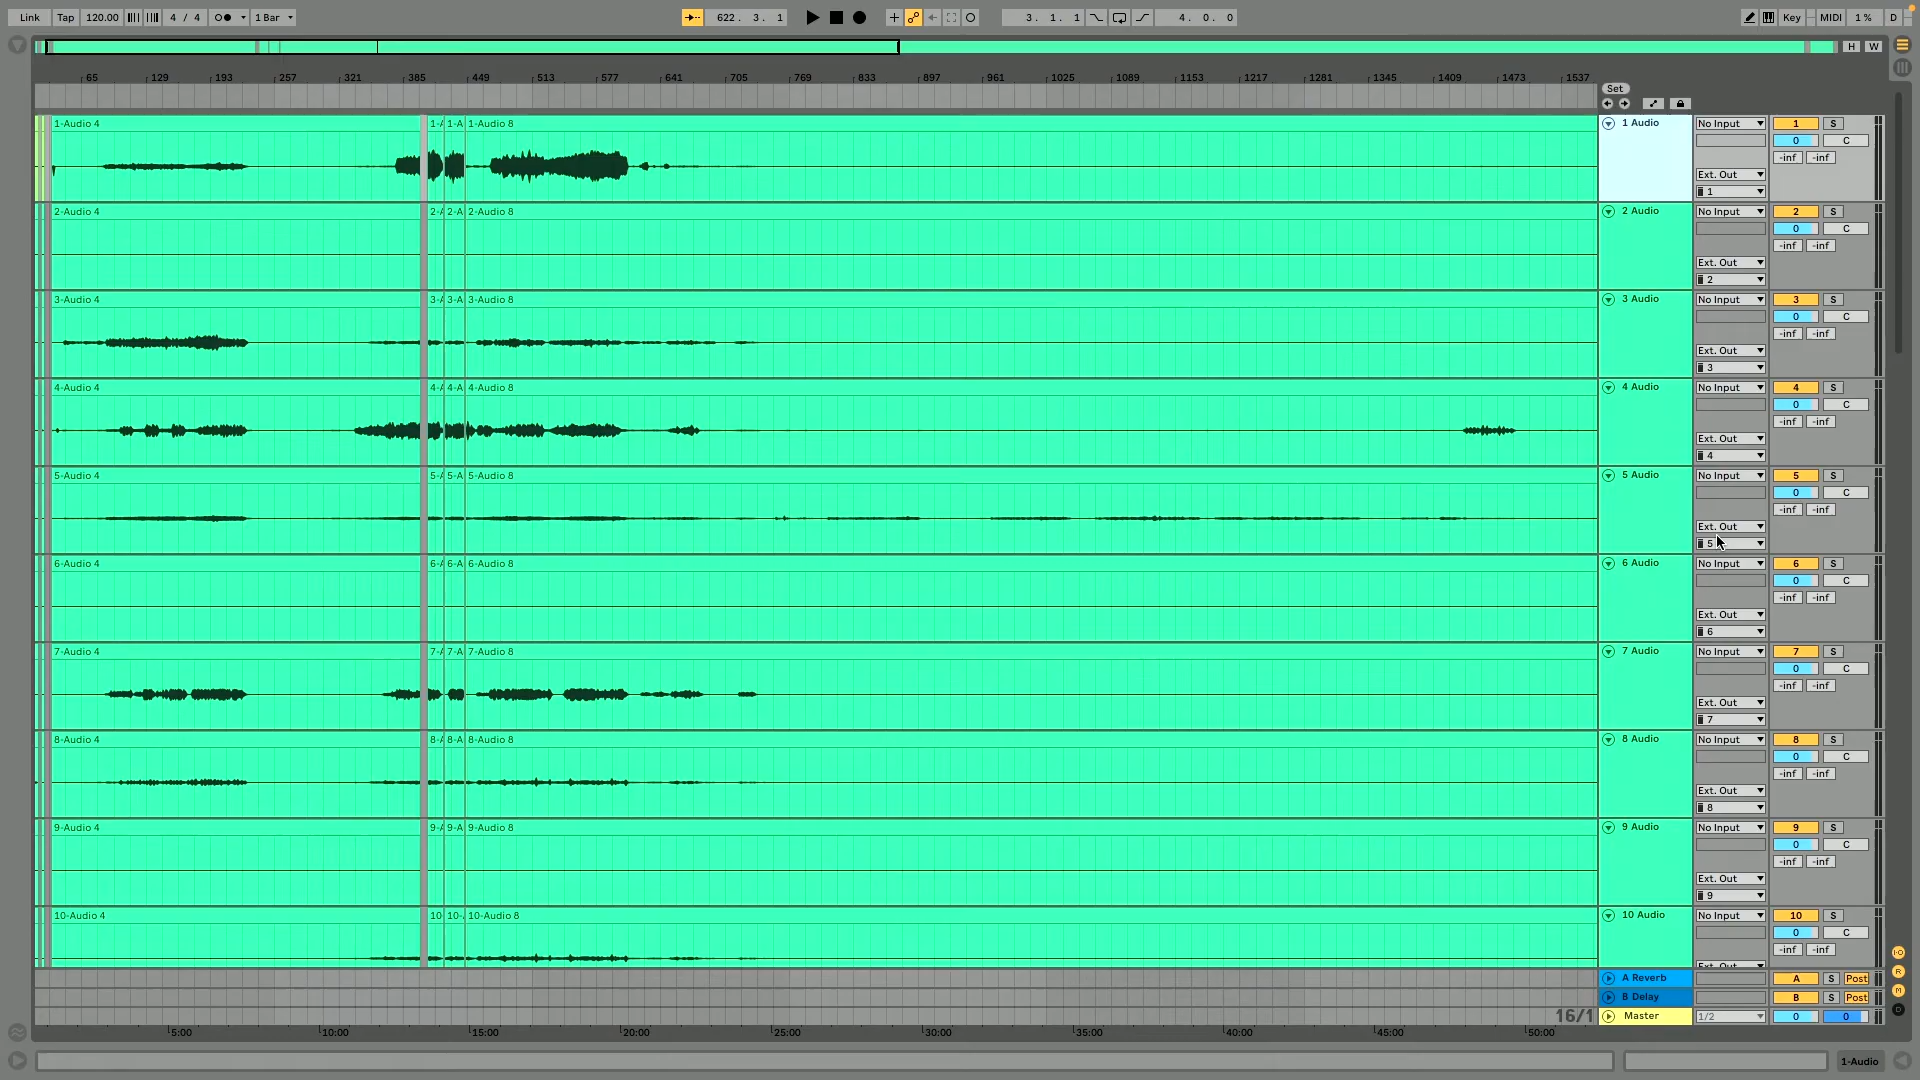 Link Tap 120.00 4 / 4 1 Bar 622. 3. 1 3. 1. 1 4. 0. 0 Key MIDI 1 % D
H W
65 129 193 257 321 385 449 513 577 641 705 769 833 897 961 1025 1089 1153 1217 1281 1345 1409 1473 1537
Set
1-Audio 4 1-A 1-A 1-Audio 8 1 Audio No Input 1 S
0 C
-inf -inf
Ext. Out
1
2-Audio 4 2-A 2-A 2-Audio 8 2 Audio No Input 2 S
0 C
-inf -inf
Ext. Out
2
3-Audio 4 3-A 3-A 3-Audio 8 3 Audio No Input 3 S
0 C
-inf -inf
Ext. Out
3
4-Audio 4 4-A 4-A 4-Audio 8 4 Audio No Input 4 S
0 C
-inf -inf
Ext. Out
4
5-Audio 4 5-A 5-A 5-Audio 8 5 Audio No Input 5 S
0 C
-inf -inf
Ext. Out
5
6-Audio 4 6-A 6-A 6-Audio 8 6 Audio No Input 6 S
0 C
-inf -inf
Ext. Out
6
7-Audio 4 7-A 7-A 7-Audio 8 7 Audio No Input 7 S
0 C
-inf -inf
Ext. Out
7
8-Audio 4 8-A 8-A 8-Audio 8 8 Audio No Input 8 S
0 C
-inf -inf
Ext. Out
8
9-Audio 4 9-A 9-A 9-Audio 8 9 Audio No Input 9 S
0 C
-inf -inf
Ext. Out
9
10-Audio 4 10 10- 10-Audio 8 10 Audio No Input 10 S
0 C
-inf -inf
Ext. Out
A Reverb A S Post
B Delay B S Post
16/1 Master 1/2 0 0
5:00 10:00 15:00 20:00 25:00 30:00 35:00 40:00 45:00 50:00
1-Audio